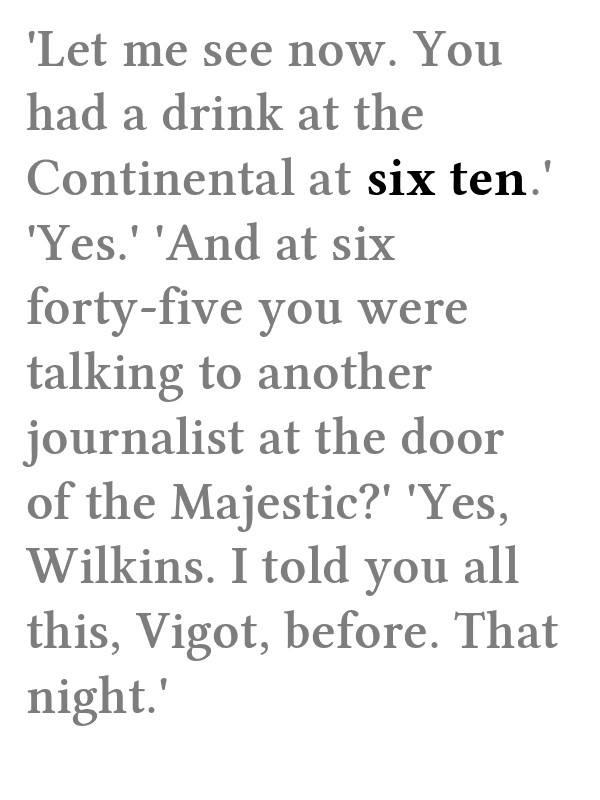 'Let me see now. You
had a drink at the
Continental at six ten.'
'Yes.' 'And at six
forty-five you were
talking to another
journalist at the door
of the Majestic?' 'Yes,
Wilkins. I told you all
this, Vigot, before. That
night.'